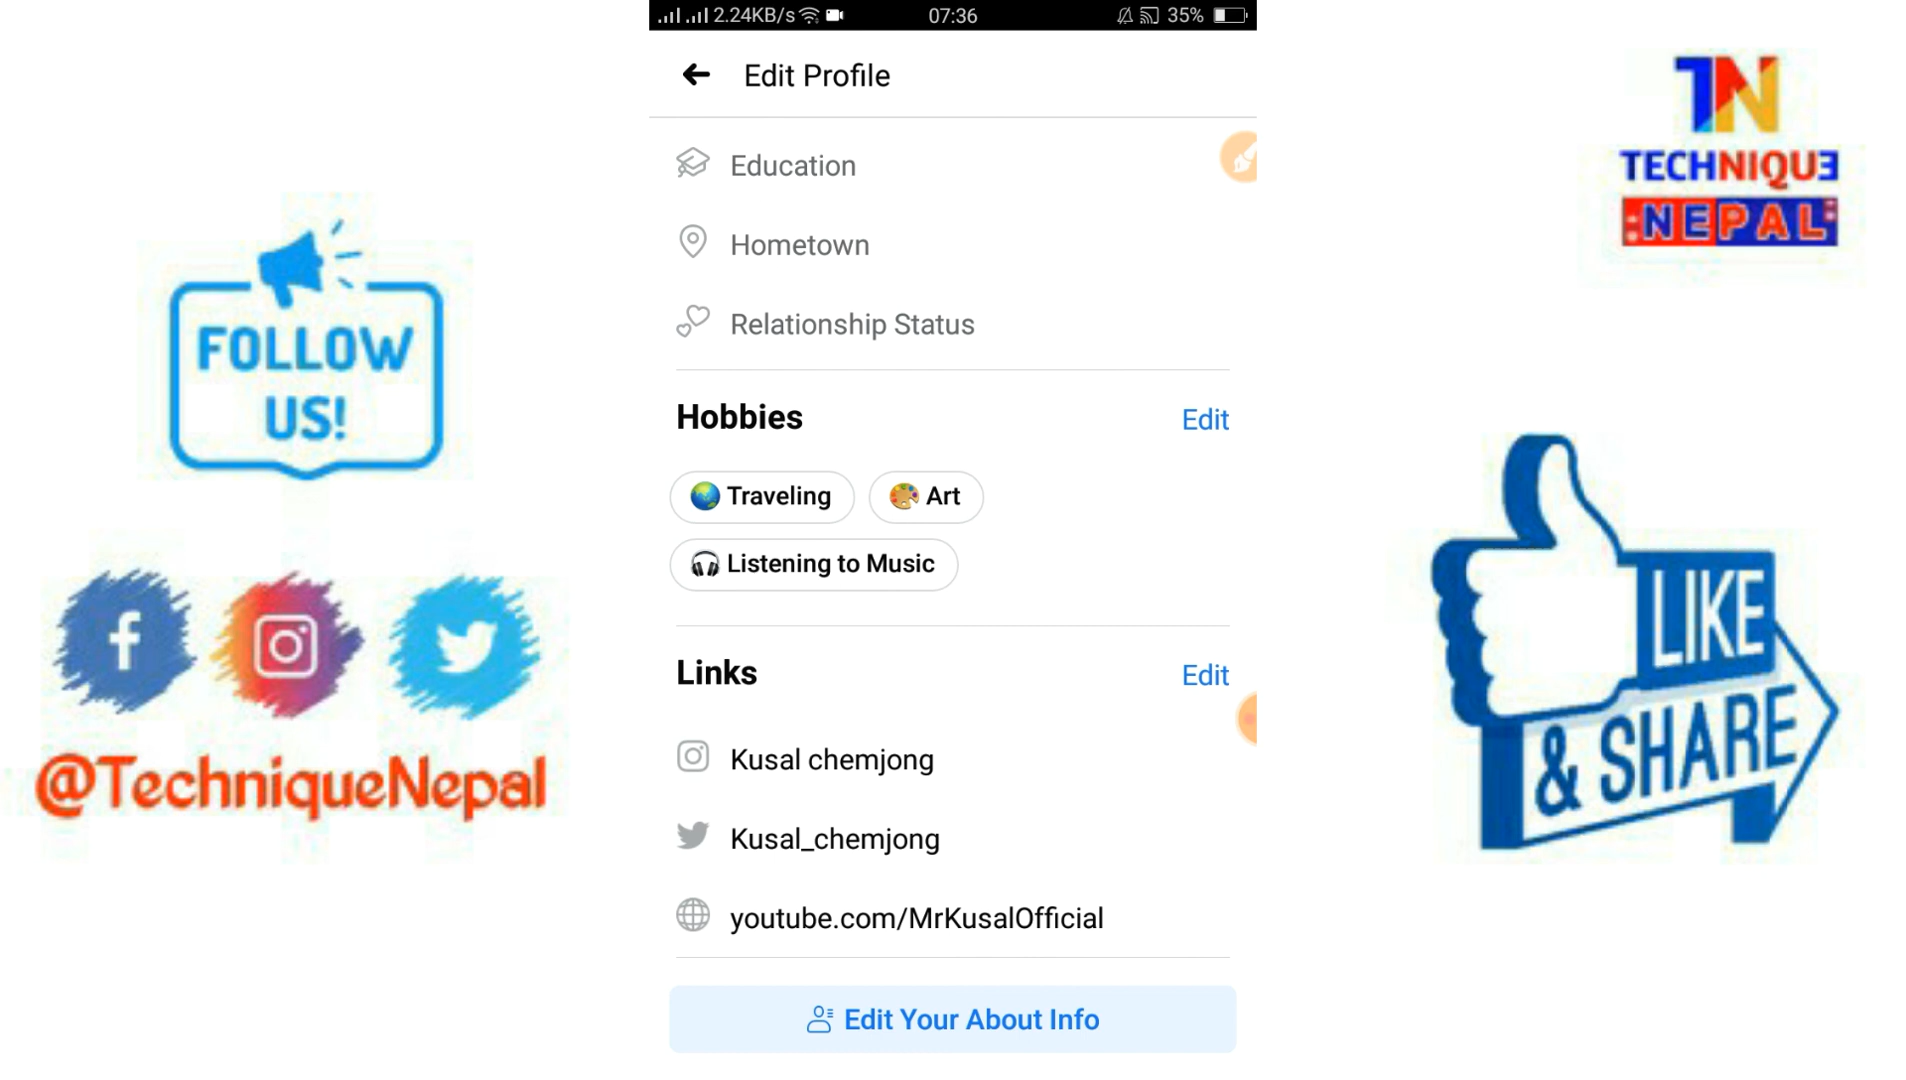 2.24KB/s 07:36 35%
Edit Profile
Education
Hometown
Relationship Status
Hobbies Edit
🌏 Traveling 🎨 Art
🎧 Listening to Music
Links Edit
Kusal chemjong
Kusal_chemjong
youtube.com/MrKusalOfficial
Edit Your About Info
FOLLOW
US!
@TechniqueNepal
TN
TECHNIQUE
NEPAL
LIKE
& SHARE